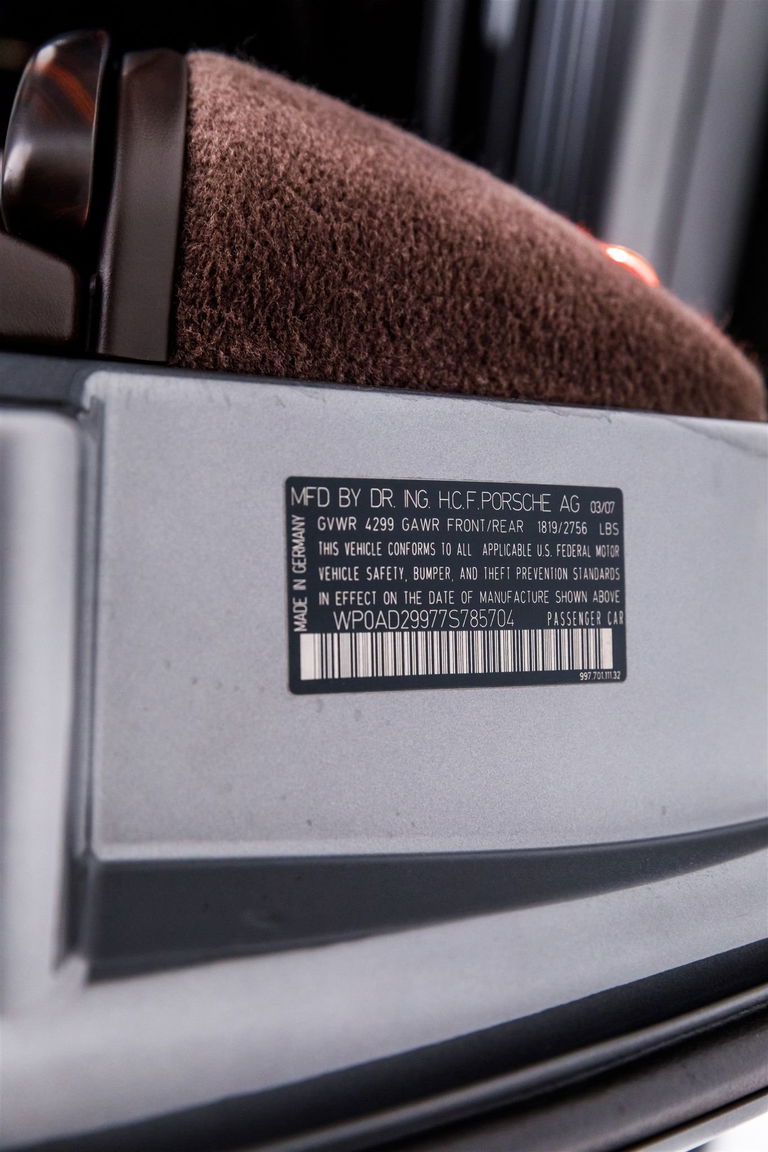 MFD BY DR. ING. H.C.F. PORSCHE AG 03/07
GVWR 4299 GAWR FRONT/REAR 1819/2756 LBS
THIS VEHICLE CONFORMS TO ALL APPLICABLE U.S. FEDERAL MOTOR
VEHICLE SAFETY, BUMPER, AND THEFT PREVENTION STANDARDS
IN EFFECT ON THE DATE OF MANUFACTURE SHOWN ABOVE
WP0AD29977S785704 PASSENGER CAR
997.701.111.32
MADE IN GERMANY